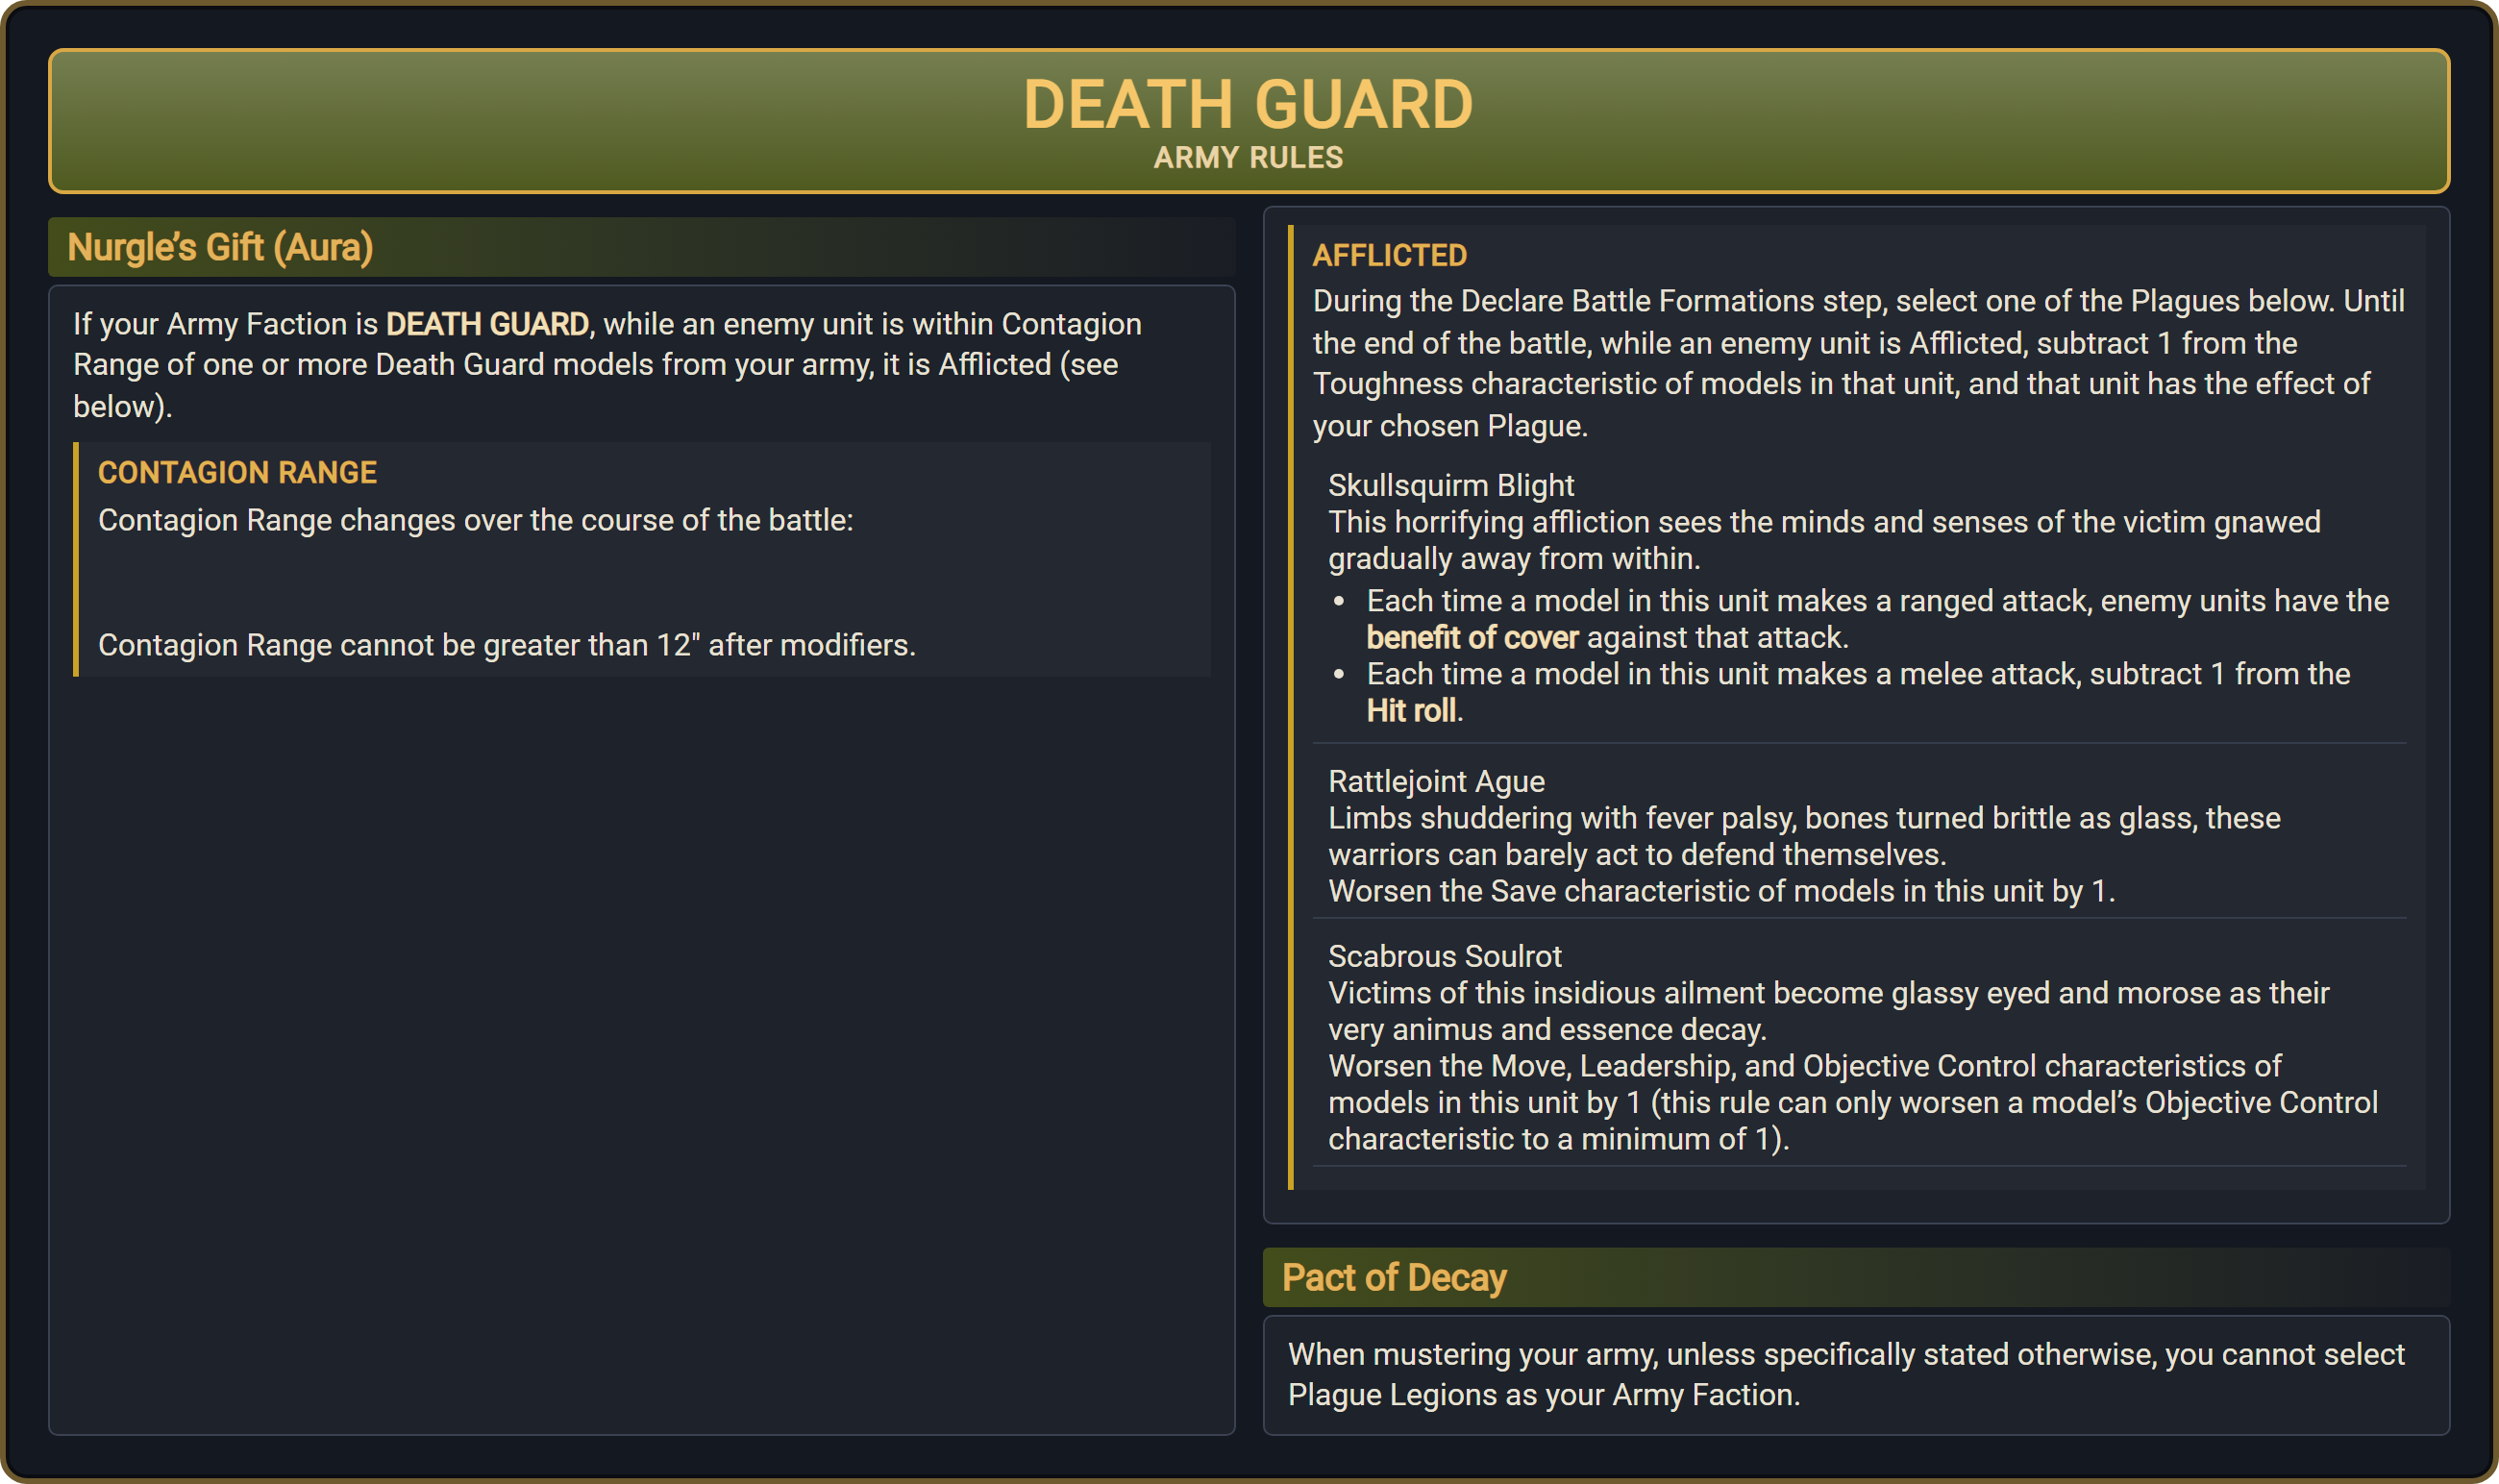 DEATH GUARD
ARMY RULES
Nurgle’s Gift (Aura)
If your Army Faction is DEATH GUARD, while an enemy unit is within Contagion
Range of one or more Death Guard models from your army, it is Afflicted (see
below).
CONTAGION RANGE
Contagion Range changes over the course of the battle:
Contagion Range cannot be greater than 12" after modifiers.
AFFLICTED
During the Declare Battle Formations step, select one of the Plagues below. Until
the end of the battle, while an enemy unit is Afflicted, subtract 1 from the
Toughness characteristic of models in that unit, and that unit has the effect of
your chosen Plague.
Skullsquirm Blight
This horrifying affliction sees the minds and senses of the victim gnawed
gradually away from within.
• Each time a model in this unit makes a ranged attack, enemy units have the
benefit of cover against that attack.
• Each time a model in this unit makes a melee attack, subtract 1 from the
Hit roll.
Rattlejoint Ague
Limbs shuddering with fever palsy, bones turned brittle as glass, these
warriors can barely act to defend themselves.
Worsen the Save characteristic of models in this unit by 1.
Scabrous Soulrot
Victims of this insidious ailment become glassy eyed and morose as their
very animus and essence decay.
Worsen the Move, Leadership, and Objective Control characteristics of
models in this unit by 1 (this rule can only worsen a model’s Objective Control
characteristic to a minimum of 1).
Pact of Decay
When mustering your army, unless specifically stated otherwise, you cannot select
Plague Legions as your Army Faction.